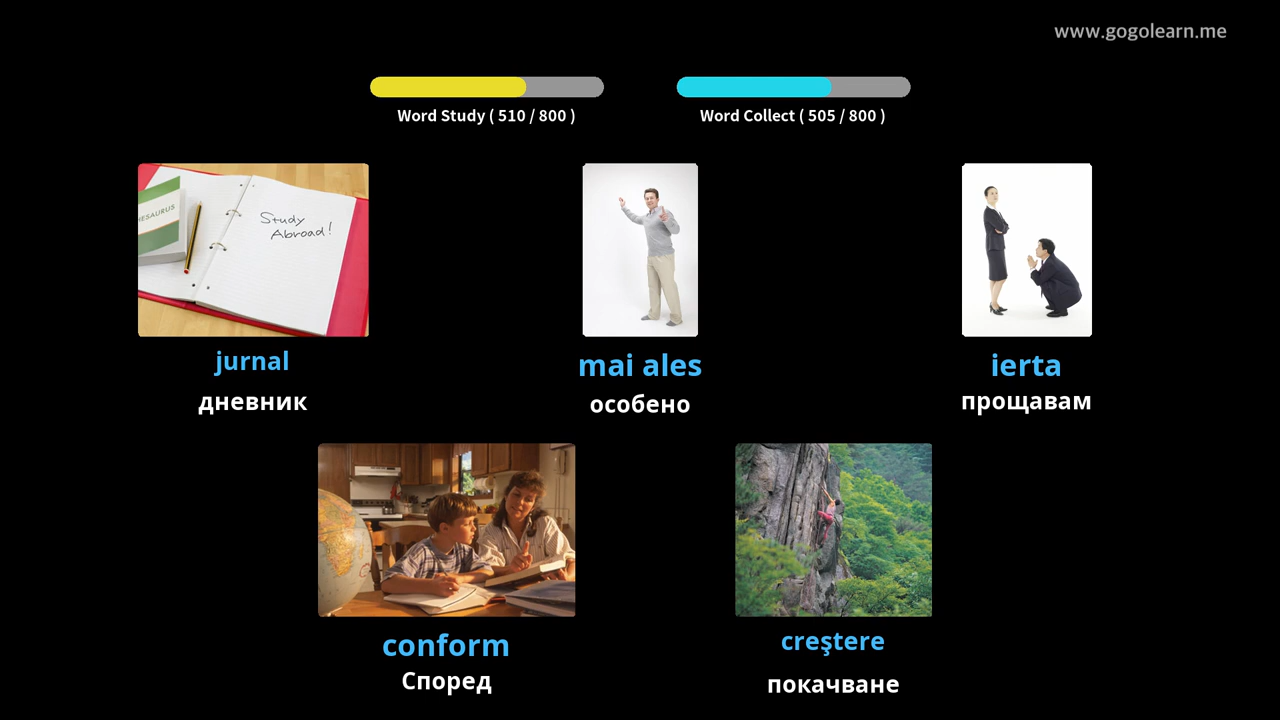 www.gogolearn.me
Word Study ( 510 / 800 )
Word Collect ( 505 / 800 )
HESAURUS
Study
Abroad!
jurnal
дневник
mai ales
особено
ierta
прощавам
conform
Според
creştere
покачване